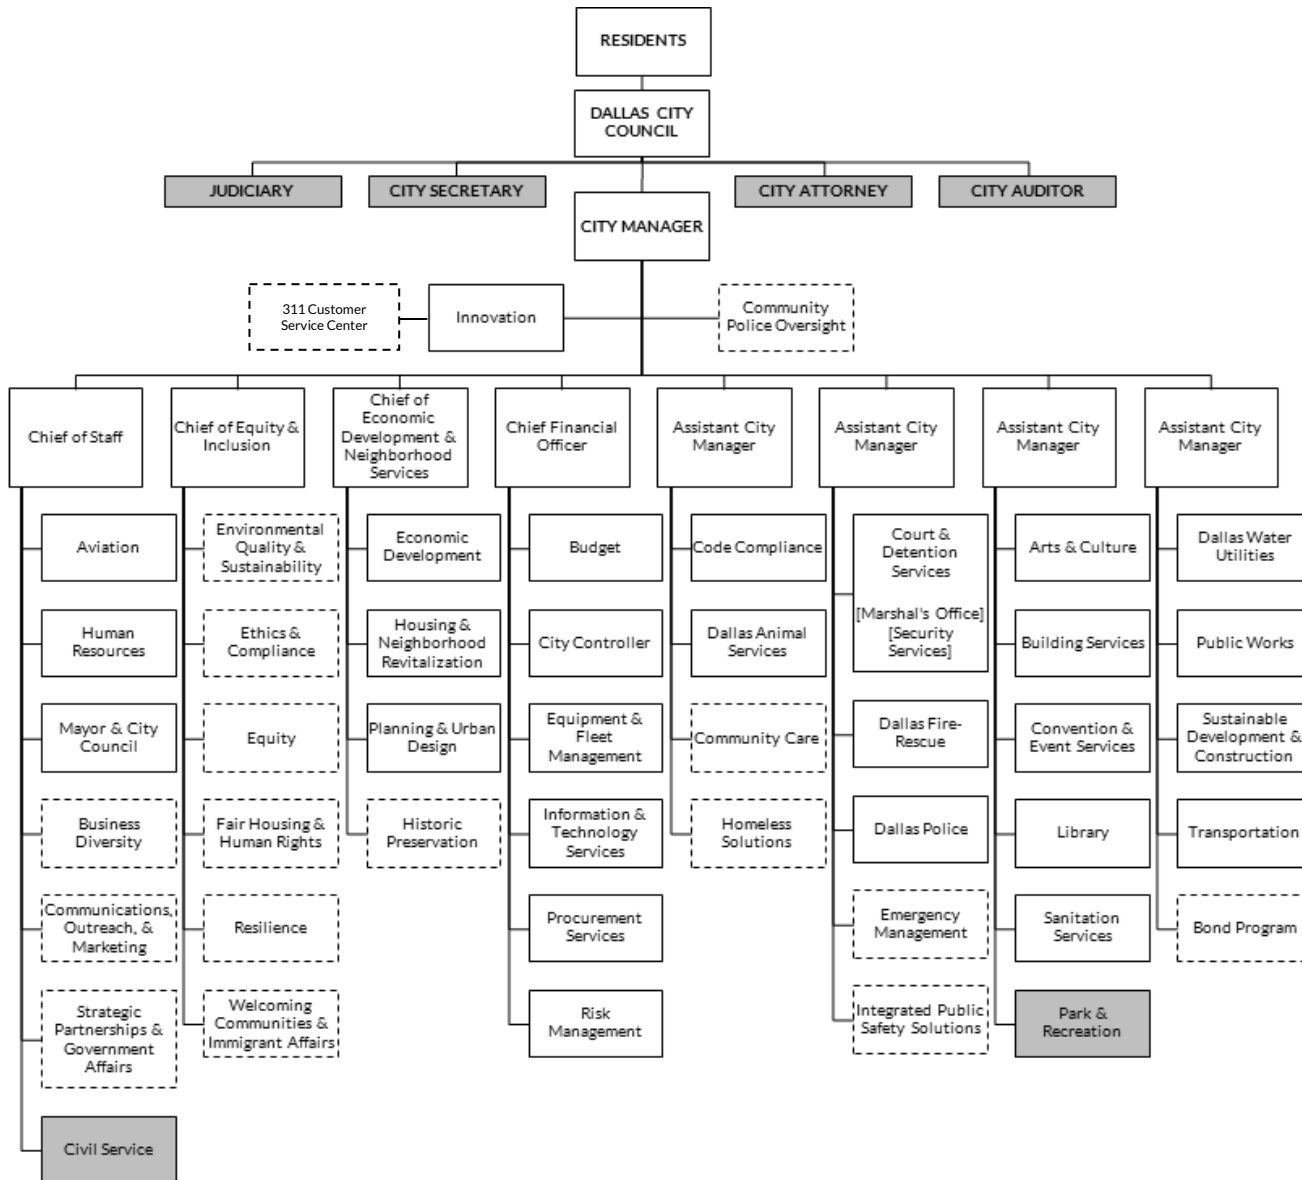 RESIDENTS
DALLAS CITY
COUNCIL
JUDICIARY
CITY SECRETARY
CITY ATTORNEY
CITY AUDITOR
CITY MANAGER
311 Customer
Service Center
Innovation
Community
Police Oversight
Chief of Staff
Chief of Equity &
Inclusion
Chief of
Economic
Development &
Neighborhood
Services
Chief Financial
Officer
Assistant City
Manager
Assistant City
Manager
Assistant City
Manager
Assistant City
Manager
Aviation
Human
Resources
Mayor & City
Council
Business
Diversity
Communications,
Outreach, &
Marketing
Strategic
Partnerships &
Government
Affairs
Civil Service
Environmental
Quality &
Sustainability
Ethics &
Compliance
Equity
Fair Housing &
Human Rights
Resilience
Welcoming
Communities &
Immigrant Affairs
Economic
Development
Housing &
Neighborhood
Revitalization
Planning & Urban
Design
Historic
Preservation
Budget
City Controller
Equipment &
Fleet
Management
Information &
Technology
Services
Procurement
Services
Risk
Management
Code Compliance
Dallas Animal
Services
Community Care
Homeless
Solutions
Court &
Detention
Services
[Marshal's Office]
[Security
Services]
Dallas Fire-
Rescue
Dallas Police
Emergency
Management
Integrated Public
Safety Solutions
Arts & Culture
Building Services
Convention &
Event Services
Library
Sanitation
Services
Park &
Recreation
Dallas Water
Utilities
Public Works
Sustainable
Development &
Construction
Transportation
Bond Program